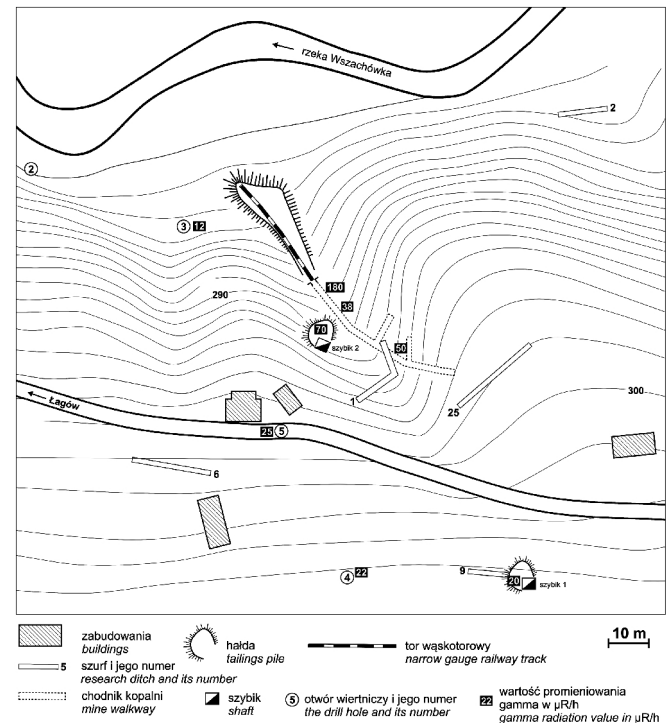 rzeka Wszachówka
2
2
3 12
180
290
38
70
szybik 2
50
1
25
300
Łagów
25 5
6
4 22
9
20
szybik 1
10 m
zabudowania
buildings
hałda
tailings pile
tor wąskotorowy
narrow gauge railway track
5 szurf i jego numer
research ditch and its number
chodnik kopalni
mine walkway
szybik
shaft
5 otwór wiertniczy i jego numer
the drill hole and its number
22 wartość promieniowania
gamma w µR/h
gamma radiation value in µR/h